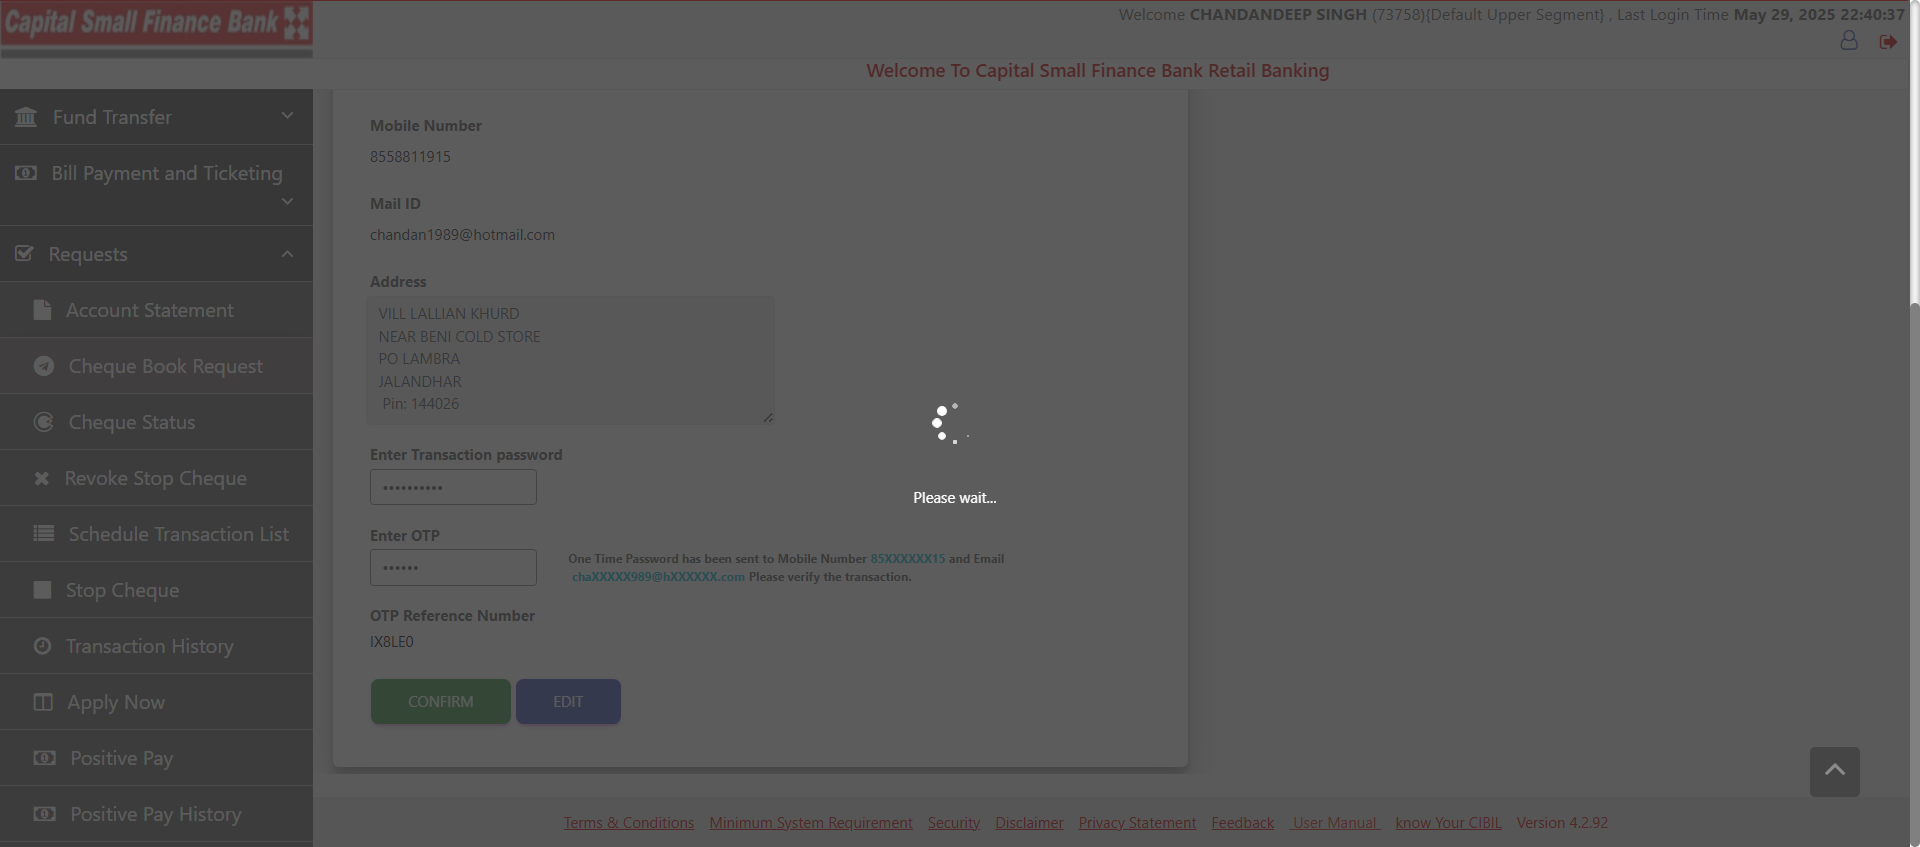 Capital Small Finance Bank
Welcome CHANDANDEEP SINGH (73758){Default Upper Segment} , Last Login Time May 29, 2025 22:40:37
Welcome To Capital Small Finance Bank Retail Banking
Fund Transfer
Bill Payment and Ticketing
Requests
Account Statement
Cheque Book Request
Cheque Status
Revoke Stop Cheque
Schedule Transaction List
Stop Cheque
Transaction History
Apply Now
Positive Pay
Positive Pay History
Mobile Number
8558811915
Mail ID
chandan1989@hotmail.com
Address
VILL LALLIAN KHURD
NEAR BENI COLD STORE
PO LAMBRA
JALANDHAR
Pin: 144026
Enter Transaction password
••••••••••
Enter OTP
••••••
One Time Password has been sent to Mobile Number 85XXXXXX15 and Email
chaXXXXX989@hXXXXXX.com Please verify the transaction.
OTP Reference Number
IX8LE0
CONFIRM EDIT
Please wait...
Terms & Conditions Minimum System Requirement Security Disclaimer Privacy Statement Feedback User Manual know Your CIBIL Version 4.2.92